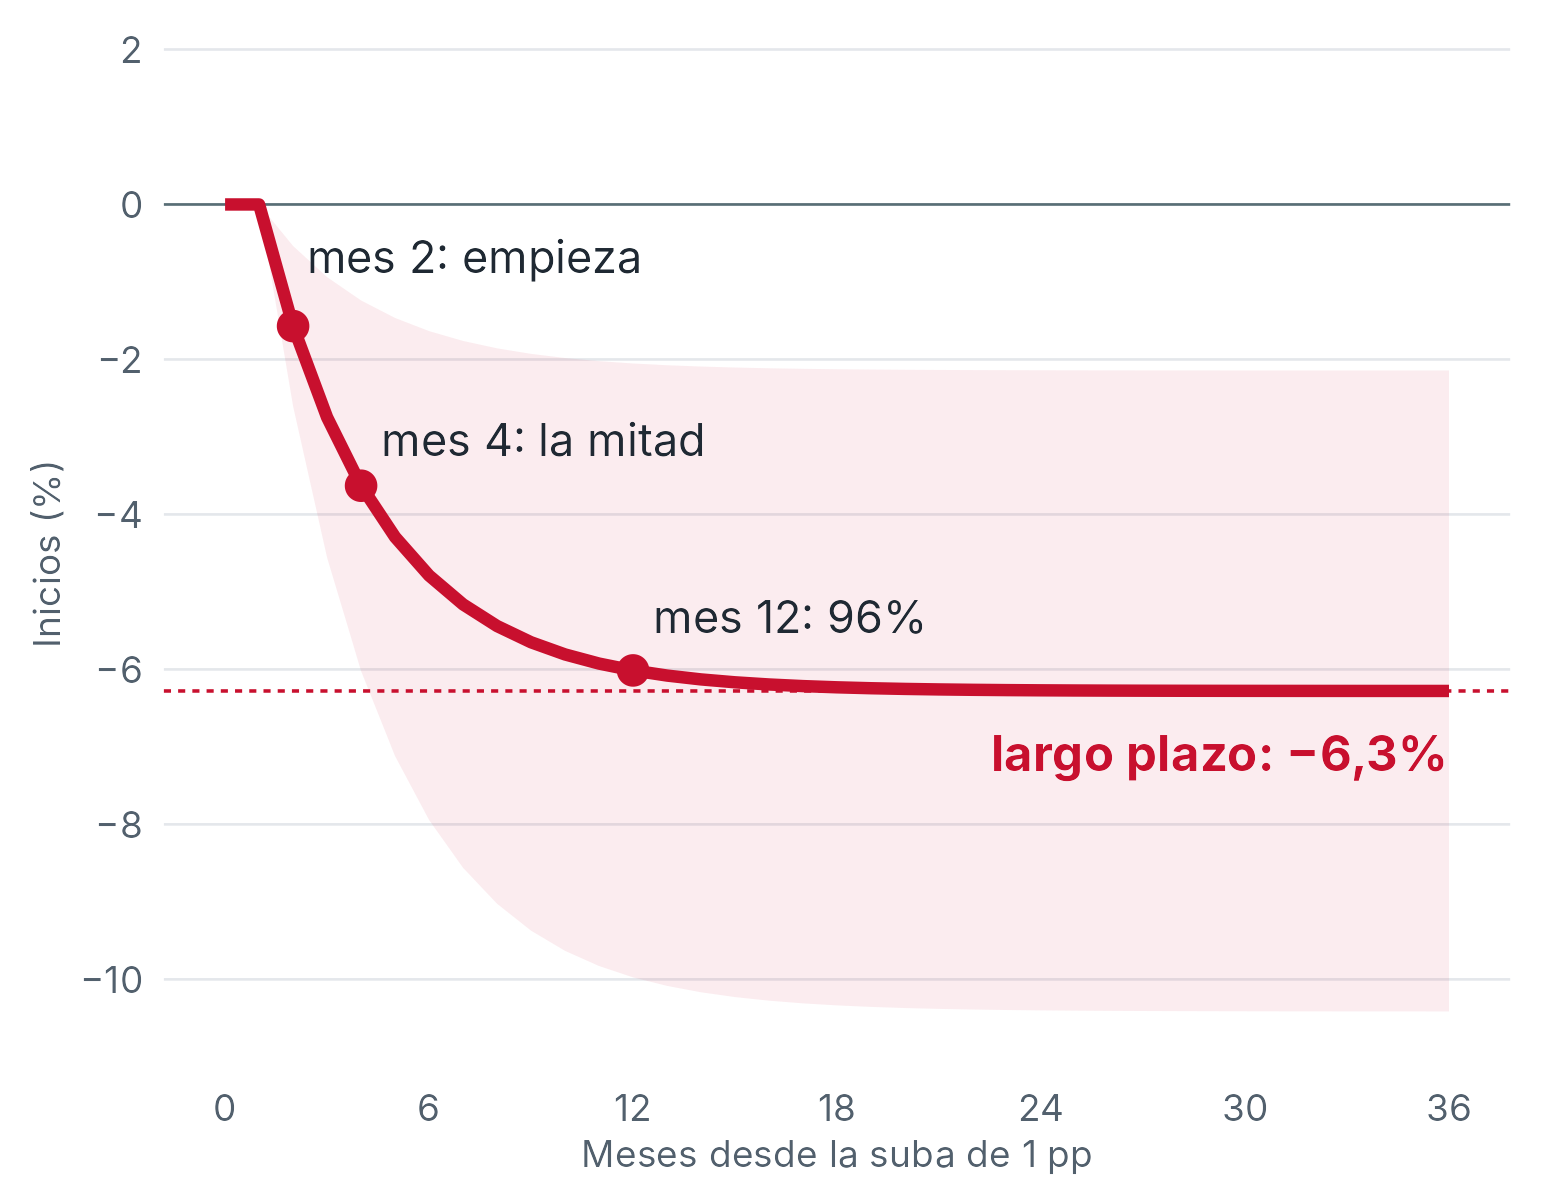 2
0
−2
−4
−6
−8
−10
Inicios (%)
mes 2: empieza
mes 4: la mitad
mes 12: 96%
largo plazo: −6,3%
0 6 12 18 24 30 36
Meses desde la suba de 1 pp